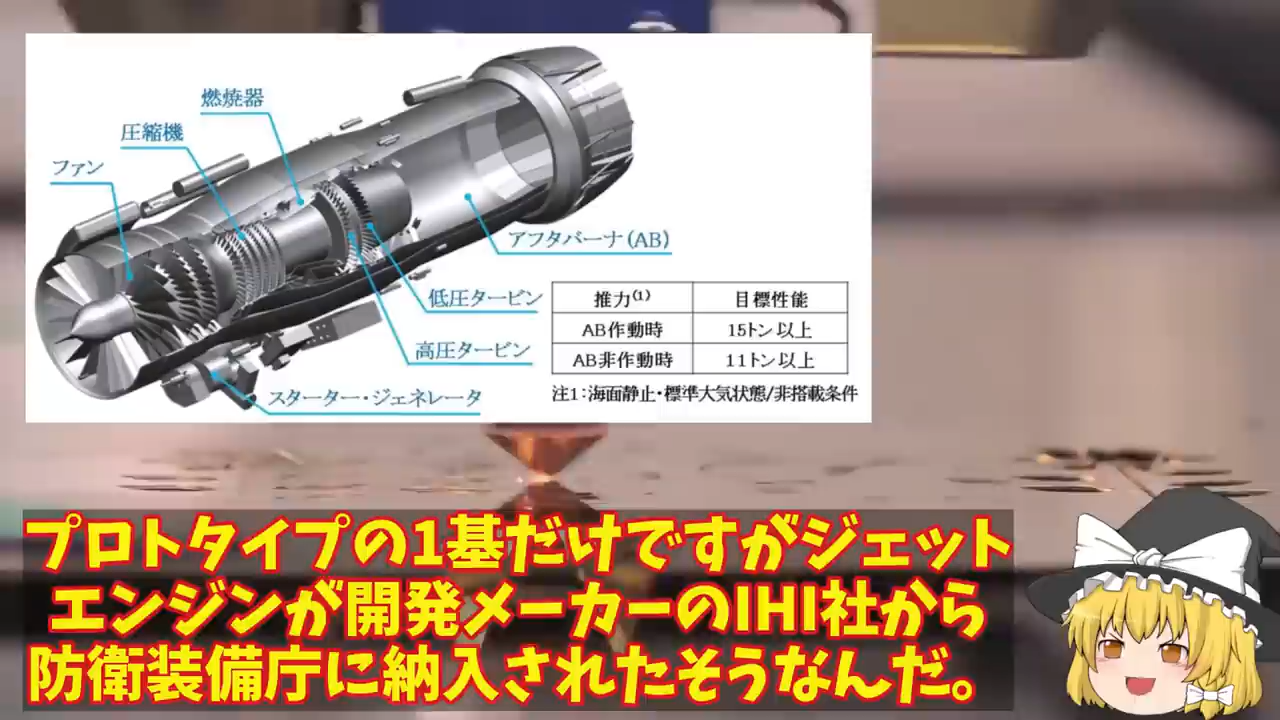 燃焼器
圧縮機
ファン
アフタバーナ(AB)
低圧タービン
高圧タービン
スターター・ジェネレータ
推力(1) 目標性能
AB作動時 15トン以上
AB非作動時 11トン以上
注1:海面静止・標準大気状態/非搭載条件
プロトタイプの1基だけですがジェット
エンジンが開発メーカーのIHI社から
防衛装備庁に納入されたそうなんだ。